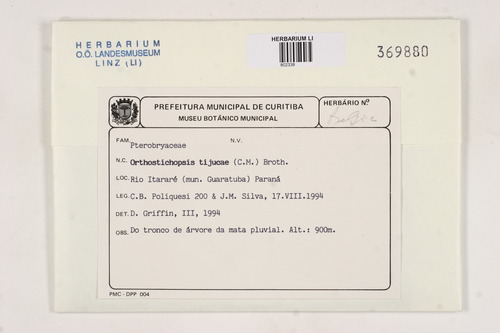 HERBARIUM
O.Ö. LANDESMUSEUM
LINZ (LI)
HERBARIUM LI
802339
369880
PREFEITURA MUNICIPAL DE CURITIBA
MUSEU BOTÁNICO MUNICIPAL
HERBÁRIO Nº
FAM. Pterobryaceae N.V.
N.C. Orthostichopsis tijucae (C.M.) Broth.
LOC. Rio Itararé (mun. Guaratuba) Paraná
LEG. C.B. Poliquesi 200 & J.M. Silva, 17.VIII.1994
DET. D. Griffin, III, 1994
OBS. Do tronco de árvore da mata pluvial. Alt.: 900m.
PMC - DPP 004